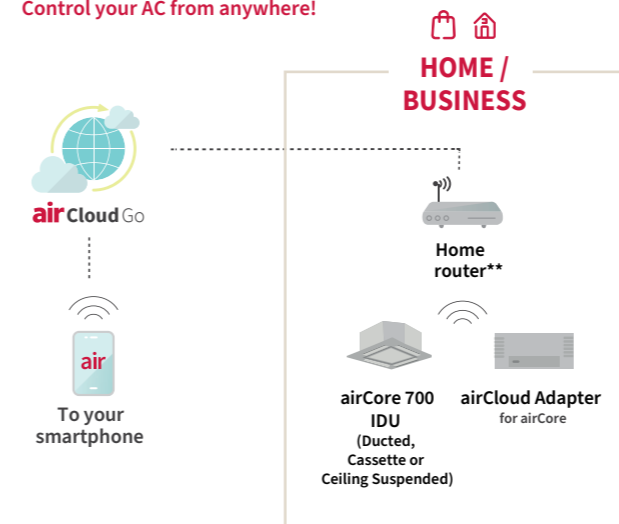 Control your AC from anywhere!
HOME /
BUSINESS
air Cloud Go
Home
router**
air
To your
smartphone
airCore 700
IDU
(Ducted,
Cassette or
Ceiling Suspended)
airCloud Adapter
for airCore